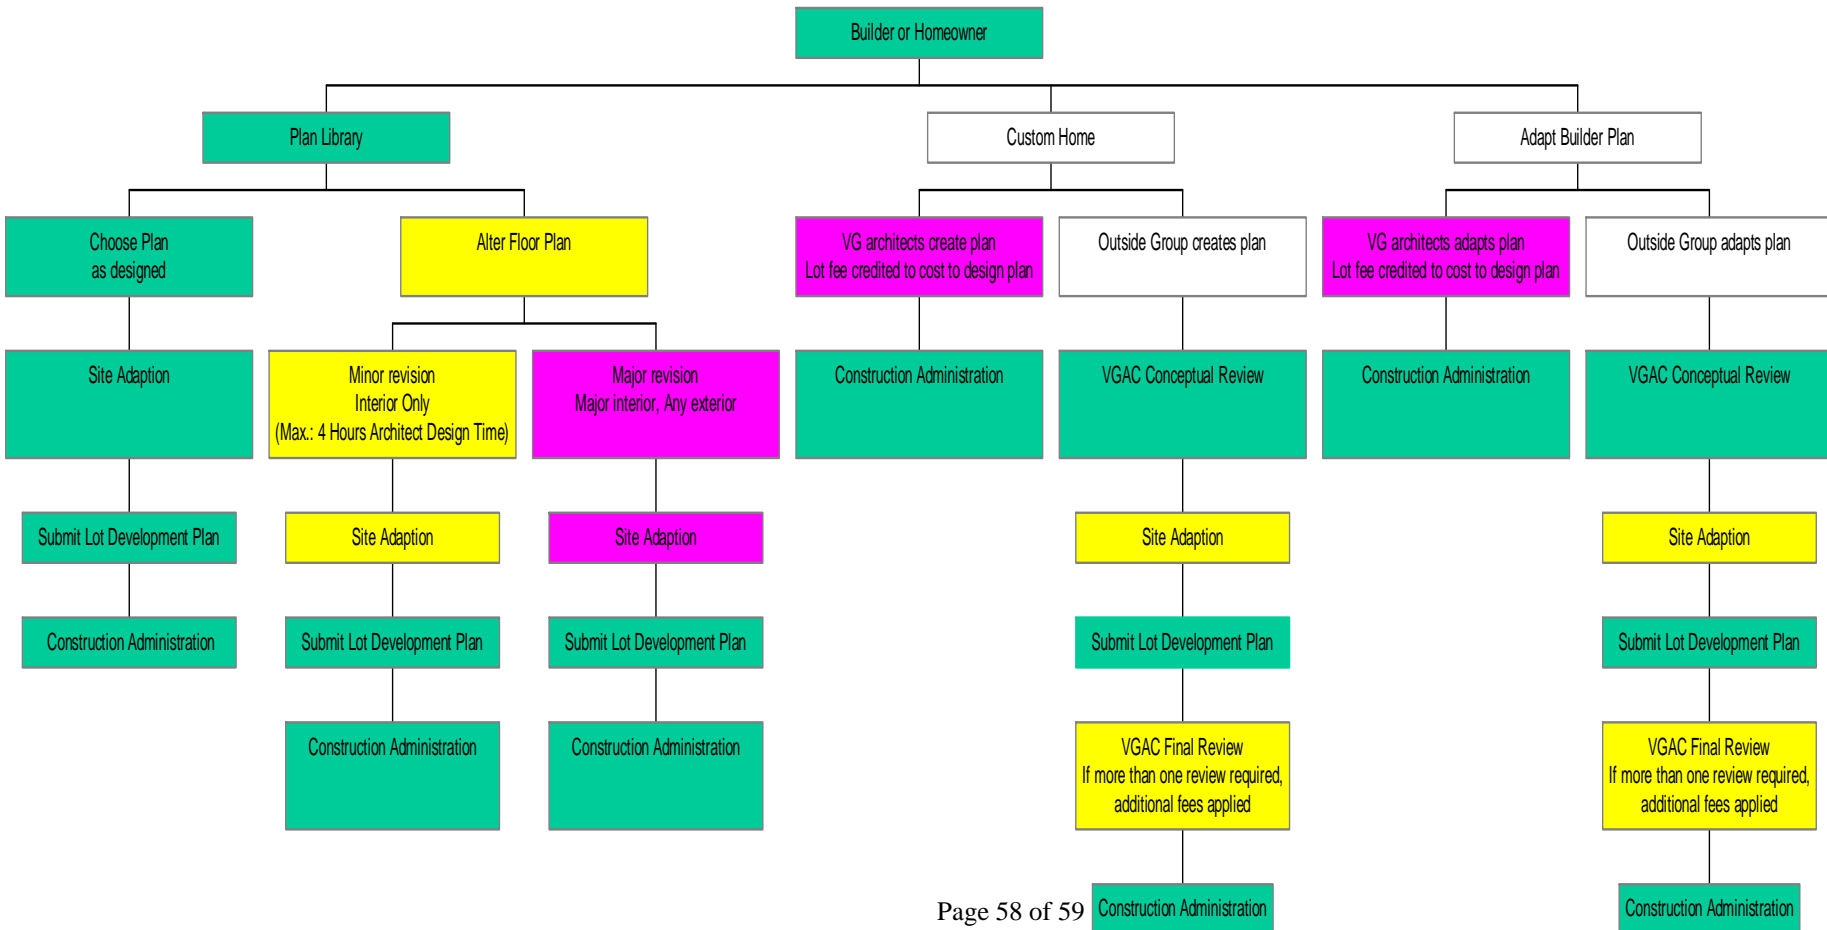 Builder or Homeowner
Plan Library
Custom Home
Adapt Builder Plan
Choose Plan
as designed
Alter Floor Plan
VG architects create plan
Lot fee credited to cost to design plan
Outside Group creates plan
VG architects adapts plan
Lot fee credited to cost to design plan
Outside Group adapts plan
Site Adaption
Minor revision
Interior Only
(Max.: 4 Hours Architect Design Time)
Major revision
Major interior, Any exterior
Construction Administration
VGAC Conceptual Review
Construction Administration
VGAC Conceptual Review
Submit Lot Development Plan
Site Adaption
Site Adaption
Site Adaption
Site Adaption
Construction Administration
Submit Lot Development Plan
Submit Lot Development Plan
Submit Lot Development Plan
Submit Lot Development Plan
Construction Administration
Construction Administration
VGAC Final Review
If more than one review required,
additional fees applied
VGAC Final Review
If more than one review required,
additional fees applied
Page 58 of 59
Construction Administration
Construction Administration